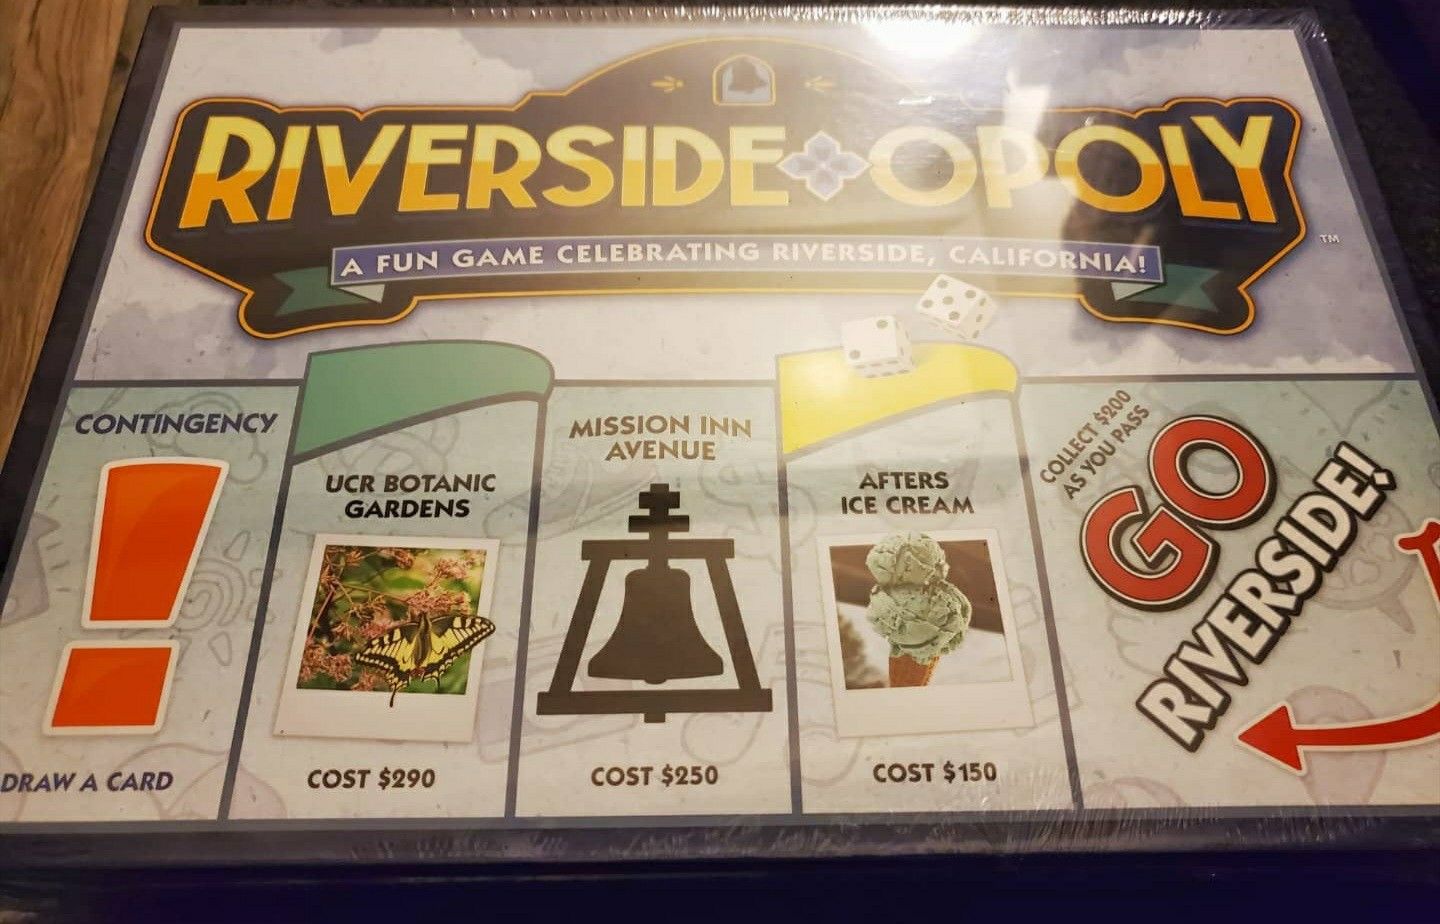 RIVERSIDE OPOLY
TM
A FUN GAME CELEBRATING RIVERSIDE, CALIFORNIA!
CONTINGENCY
DRAW A CARD
UCR BOTANIC
GARDENS
COST $290
MISSION INN
AVENUE
COST $250
AFTERS
ICE CREAM
COST $150
COLLECT $200
AS YOU PASS
GO
RIVERSIDE!